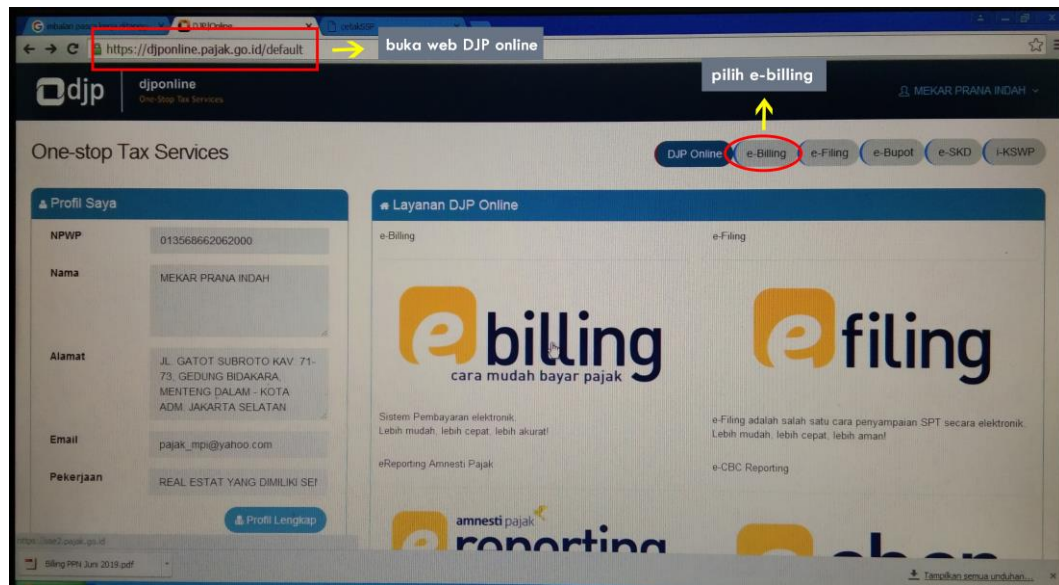 DJP Online
cetakSSE
https://djponline.pajak.go.id/default
buka web DJP online
pilih e-billing
djp
djponline
One-Stop Tax Services
MEKAR PRANA INDAH
One-stop Tax Services
DJP Online
e-Billing
e-Filing
e-Bupot
e-SKD
i-KSWP
Profil Saya
NPWP
013568662062000
Nama
MEKAR PRANA INDAH
Alamat
JL. GATOT SUBROTO KAV. 71-
73, GEDUNG BIDAKARA,
MENTENG DALAM - KOTA
ADM. JAKARTA SELATAN
Email
pajak_mpi@yahoo.com
Pekerjaan
REAL ESTAT YANG DIMILIKI SEN
Profil Lengkap
Layanan DJP Online
e-Billing
e billing
cara mudah bayar pajak
Sistem Pembayaran elektronik.
Lebih mudah, lebih cepat, lebih akurat!
e-Filing
e filing
e-Filing adalah salah satu cara penyampaian SPT secara elektronik.
Lebih mudah, lebih cepat, lebih aman!
eReporting Amnesti Pajak
amnesti pajak
reporting
e-CBC Reporting
Billing PPN Juni 2019.pdf
Tampilkan semua unduhan...